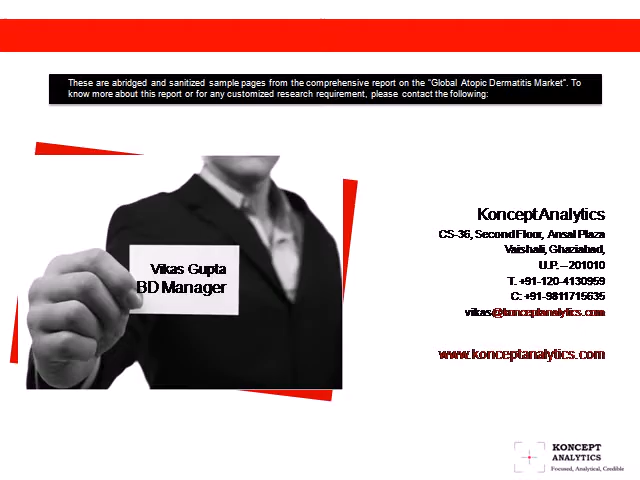 These are abridged and sanitized sample pages from the comprehensive report on the “Global Atopic Dermatitis Market”. To
know more about this report or for any customized research requirement, please contact the following:
Vikas Gupta
BD Manager
Koncept Analytics
CS-36, Second Floor, Ansal Plaza
Vaishali, Ghaziabad,
U.P. – 201010
T. +91-120-4130959
C: +91-9811715635
vikas@konceptanalytics.com
www.konceptanalytics.com
KONCEPT
ANALYTICS
Focused, Analytical, Credible